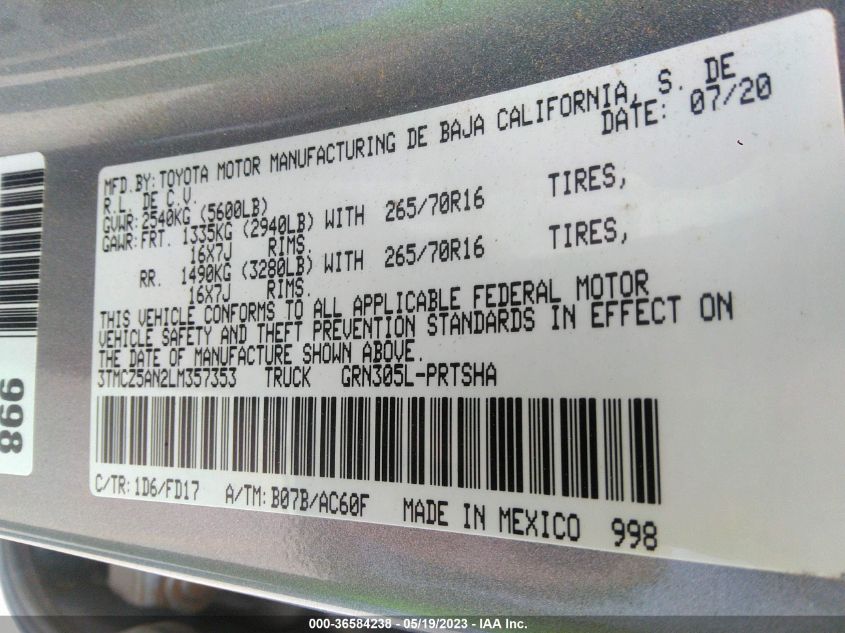 MFD.BY: TOYOTA MOTOR MANUFACTURING DE BAJA CALIFORNIA, S. DE
R.L. DE C.V.
DATE: 07/20
GVWR: 2540KG (5600LB)
GAWR: FRT. 1335KG (2940LB) WITH 265/70R16 TIRES,
16X7J RIMS.
RR. 1490KG (3280LB) WITH 265/70R16 TIRES,
16X7J RIMS.
THIS VEHICLE CONFORMS TO ALL APPLICABLE FEDERAL MOTOR
VEHICLE SAFETY AND THEFT PREVENTION STANDARDS IN EFFECT ON
THE DATE OF MANUFACTURE SHOWN ABOVE.
3TMCZ5AN2LM357353 TRUCK GRN305L-PRTSHA
C/TR: 1D6/FD17 A/TM: B07B/AC60F MADE IN MEXICO 998
998
000-36584238 - 05/19/2023 - IAA Inc.